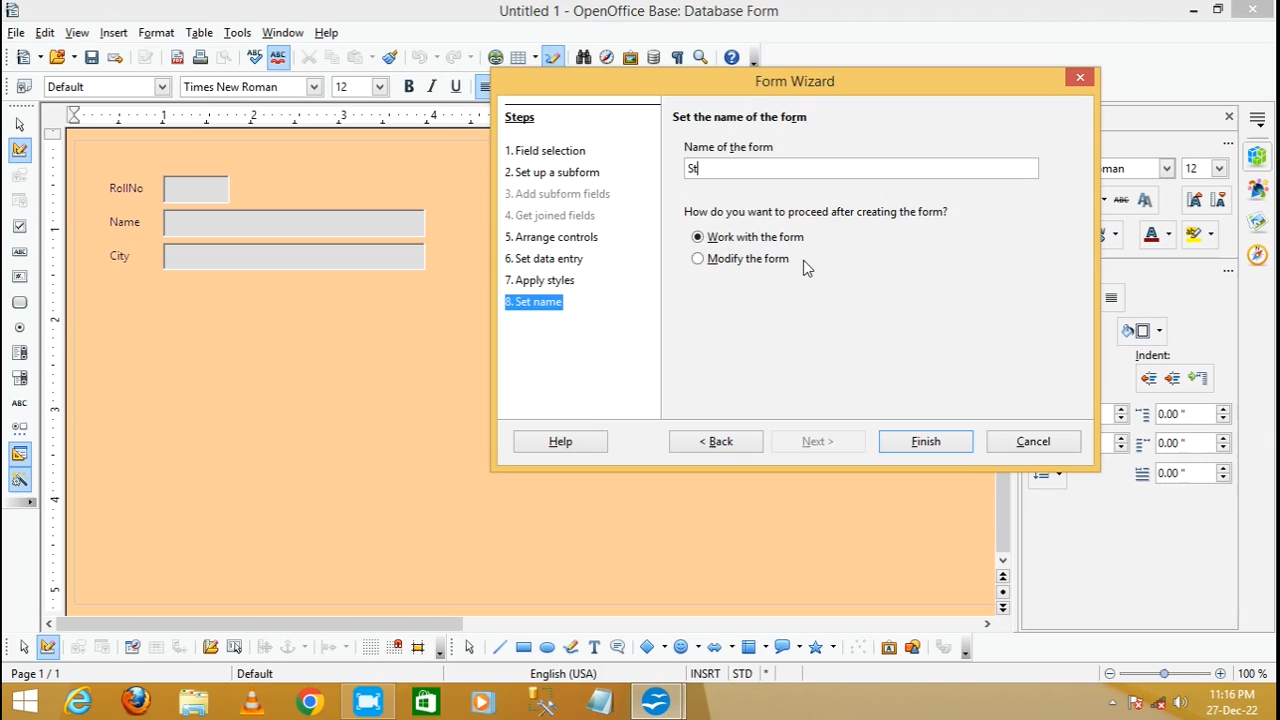 Untitled 1 - OpenOffice Base: Database Form
File Edit View Insert Format Table Tools Window Help
Default Times New Roman 12 B I U
Form Wizard
Steps
1. Field selection
2. Set up a subform
3. Add subform fields
4. Get joined fields
5. Arrange controls
6. Set data entry
7. Apply styles
8. Set name
Set the name of the form
Name of the form
St
How do you want to proceed after creating the form?
Work with the form
Modify the form
Help < Back Next > Finish Cancel
RollNo
Name
City
12
Indent:
0.00 "
0.00 "
0.00 "
Page 1 / 1 Default English (USA) INSRT STD * 100 %
11:16 PM
27-Dec-22